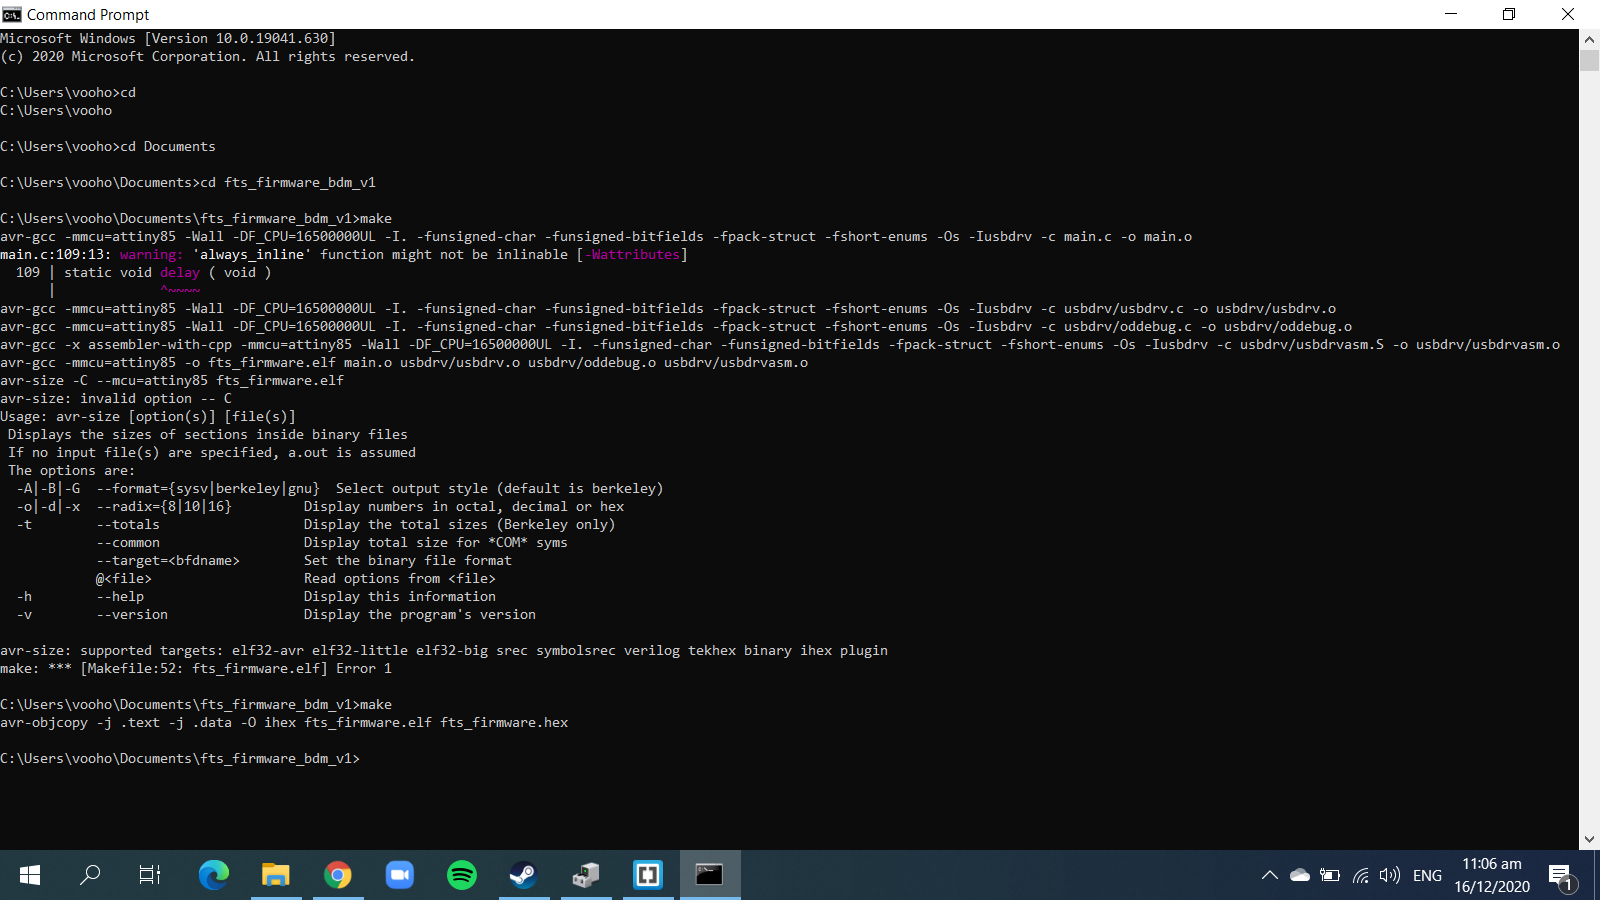 Command Prompt
Microsoft Windows [Version 10.0.19041.630]
(c) 2020 Microsoft Corporation. All rights reserved.
C:\Users\vooho>cd
C:\Users\vooho
C:\Users\vooho>cd Documents
C:\Users\vooho\Documents>cd fts_firmware_bdm_v1
C:\Users\vooho\Documents\fts_firmware_bdm_v1>make
avr-gcc -mmcu=attiny85 -Wall -DF_CPU=16500000UL -I. -funsigned-char -funsigned-bitfields -fpack-struct -fshort-enums -Os -Iusbdrv -c main.c -o main.o
main.c:109:13: warning: 'always_inline' function might not be inlinable [-Wattributes]
109 | static void delay ( void )
| ^~~~~
avr-gcc -mmcu=attiny85 -Wall -DF_CPU=16500000UL -I. -funsigned-char -funsigned-bitfields -fpack-struct -fshort-enums -Os -Iusbdrv -c usbdrv/usbdrv.c -o usbdrv/usbdrv.o
avr-gcc -mmcu=attiny85 -Wall -DF_CPU=16500000UL -I. -funsigned-char -funsigned-bitfields -fpack-struct -fshort-enums -Os -Iusbdrv -c usbdrv/oddebug.c -o usbdrv/oddebug.o
avr-gcc -x assembler-with-cpp -mmcu=attiny85 -Wall -DF_CPU=16500000UL -I. -funsigned-char -funsigned-bitfields -fpack-struct -fshort-enums -Os -Iusbdrv -c usbdrv/usbdrvasm.S -o usbdrv/usbdrvasm.o
avr-gcc -mmcu=attiny85 -o fts_firmware.elf main.o usbdrv/usbdrv.o usbdrv/oddebug.o usbdrv/usbdrvasm.o
avr-size -C --mcu=attiny85 fts_firmware.elf
avr-size: invalid option -- C
Usage: avr-size [option(s)] [file(s)]
Displays the sizes of sections inside binary files
If no input file(s) are specified, a.out is assumed
The options are:
-A|-B|-G --format={sysv|berkeley|gnu} Select output style (default is berkeley)
-o|-d|-x --radix={8|10|16} Display numbers in octal, decimal or hex
-t --totals Display the total sizes (Berkeley only)
--common Display total size for *COM* syms
--target=<bfdname> Set the binary file format
@<file> Read options from <file>
-h --help Display this information
-v --version Display the program's version
avr-size: supported targets: elf32-avr elf32-little elf32-big srec symbolsrec verilog tekhex binary ihex plugin
make: *** [Makefile:52: fts_firmware.elf] Error 1
C:\Users\vooho\Documents\fts_firmware_bdm_v1>make
avr-objcopy -j .text -j .data -O ihex fts_firmware.elf fts_firmware.hex
C:\Users\vooho\Documents\fts_firmware_bdm_v1>
ENG
11:06 am
16/12/2020
1